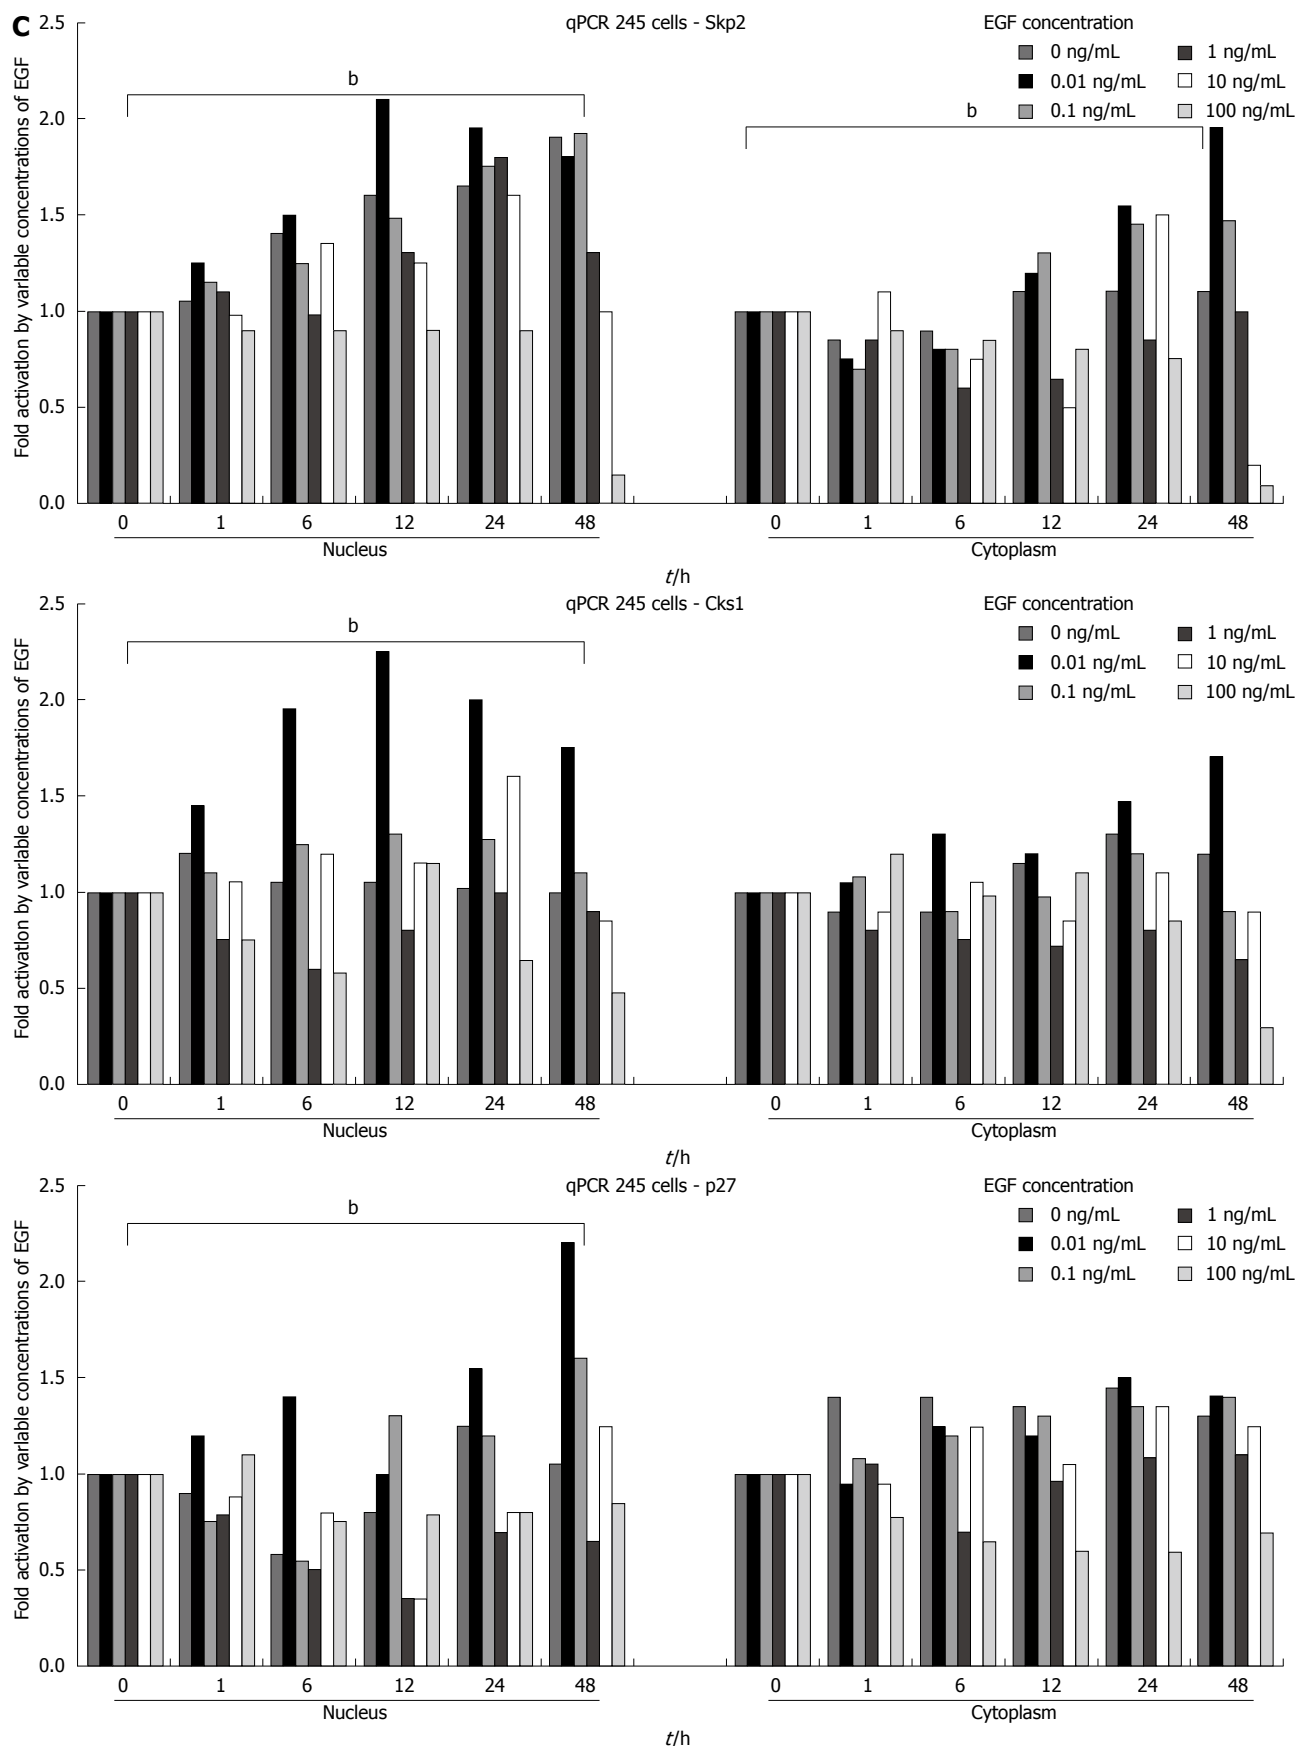 C
qPCR 245 cells - Skp2
EGF concentration
0 ng/mL
1 ng/mL
0.01 ng/mL
10 ng/mL
0.1 ng/mL
100 ng/mL
Fold activation by varlable concentrations of EGF
2.5
2.0
1.5
1.0
0.5
0.0
b
b
0 1 6 12 24 48
0 1 6 12 24 48
Nucleus
Cytoplasm
t/h
qPCR 245 cells - Cks1
EGF concentration
0 ng/mL
1 ng/mL
0.01 ng/mL
10 ng/mL
0.1 ng/mL
100 ng/mL
Fold activation by varlable concentrations of EGF
2.5
2.0
1.5
1.0
0.5
0.0
b
0 1 6 12 24 48
0 1 6 12 24 48
Nucleus
Cytoplasm
t/h
qPCR 245 cells - p27
EGF concentration
0 ng/mL
1 ng/mL
0.01 ng/mL
10 ng/mL
0.1 ng/mL
100 ng/mL
Fold activation by varlable concentrations of EGF
2.5
2.0
1.5
1.0
0.5
0.0
b
0 1 6 12 24 48
0 1 6 12 24 48
Nucleus
Cytoplasm
t/h